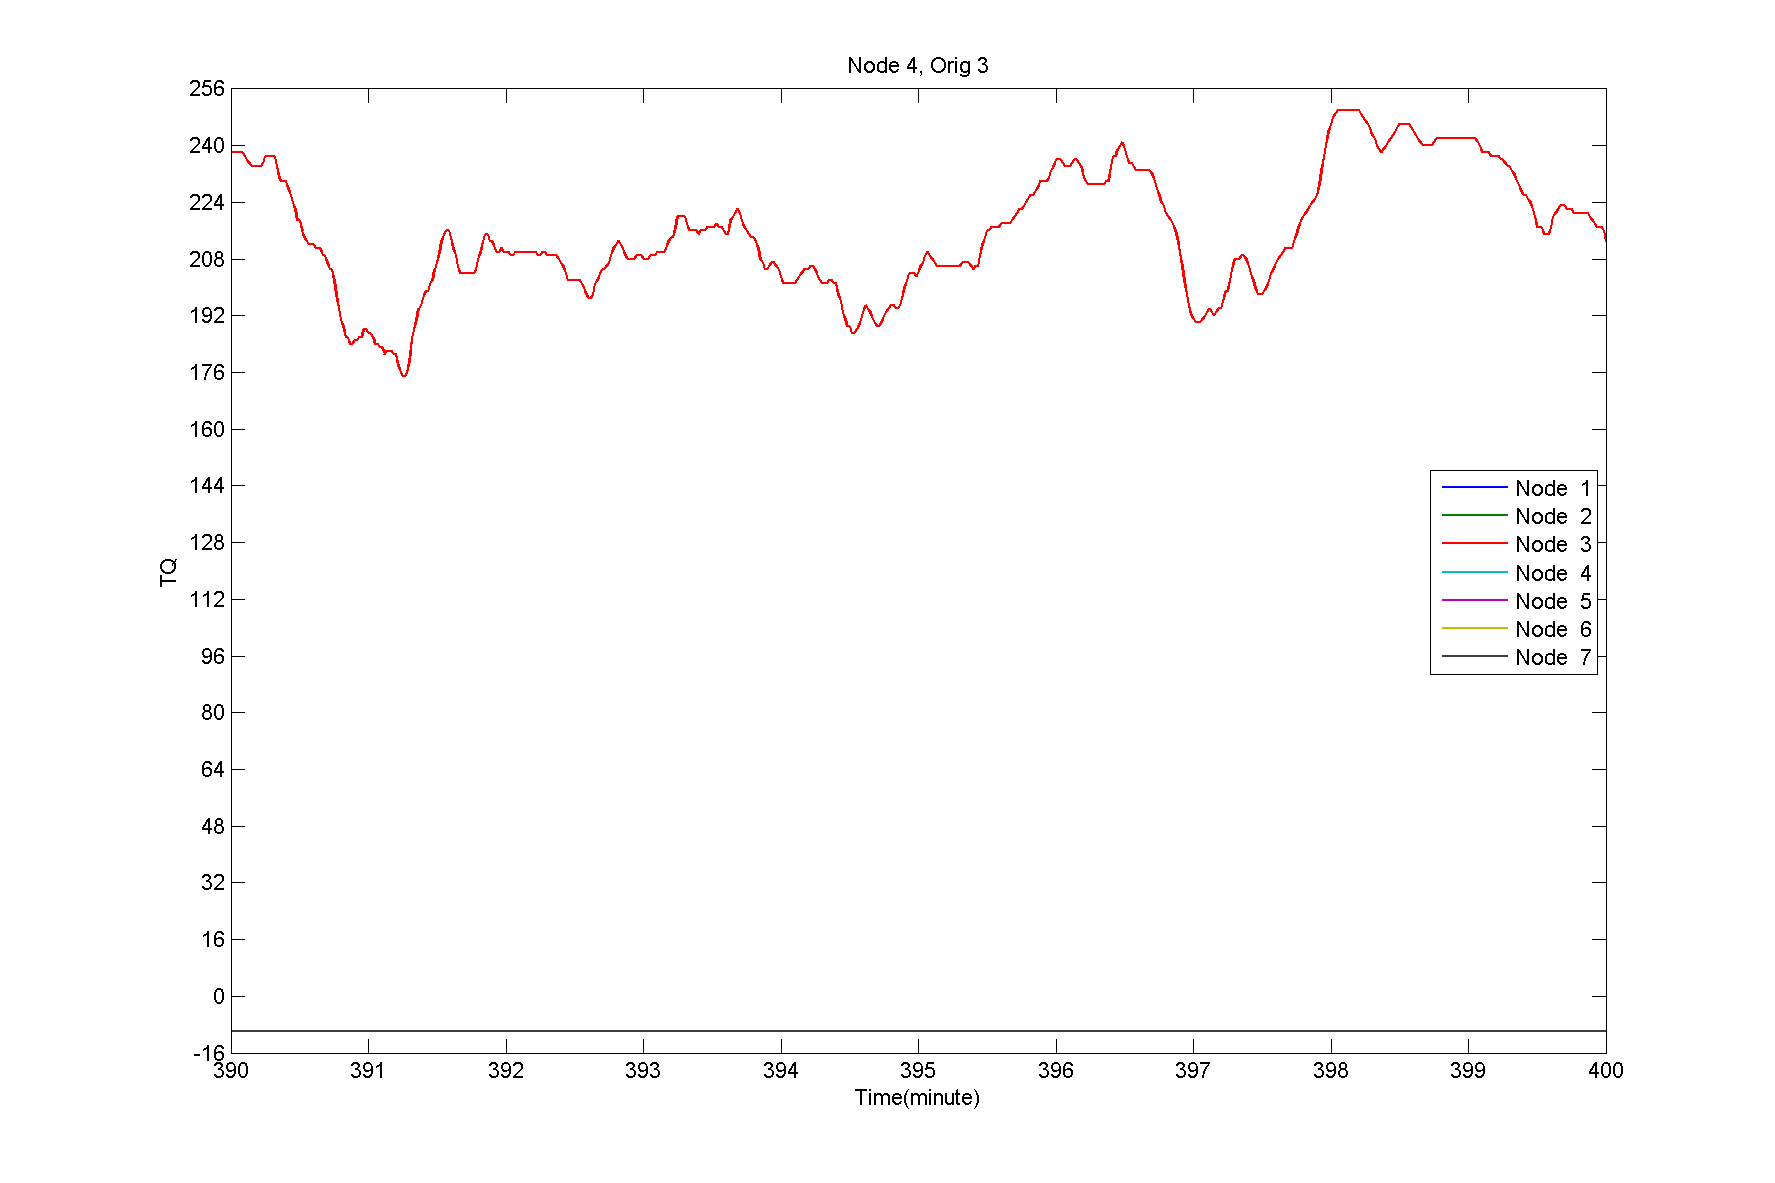 Node 4, Orig 3
256
240
224
208
192
176
160
144
128
112
96
80
64
48
32
16
0
-16
TQ
Node 1
Node 2
Node 3
Node 4
Node 5
Node 6
Node 7
390 391 392 393 394 395 396 397 398 399 400
Time(minute)